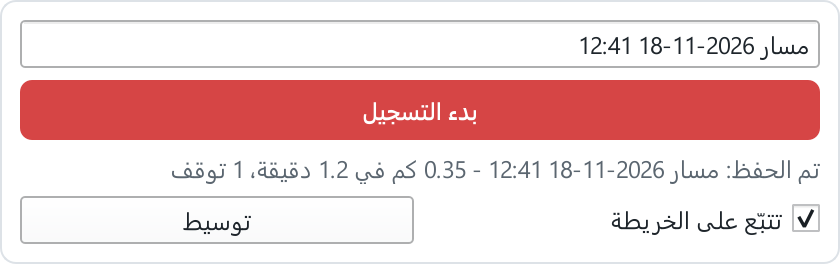 مسار 2026-11-18 12:41
بدء التسجيل
تم الحفظ: مسار 2026-11-18 12:41 - 0.35 كم في 1.2 دقيقة، 1 توقف
تتبّع على الخريطة
توسيط